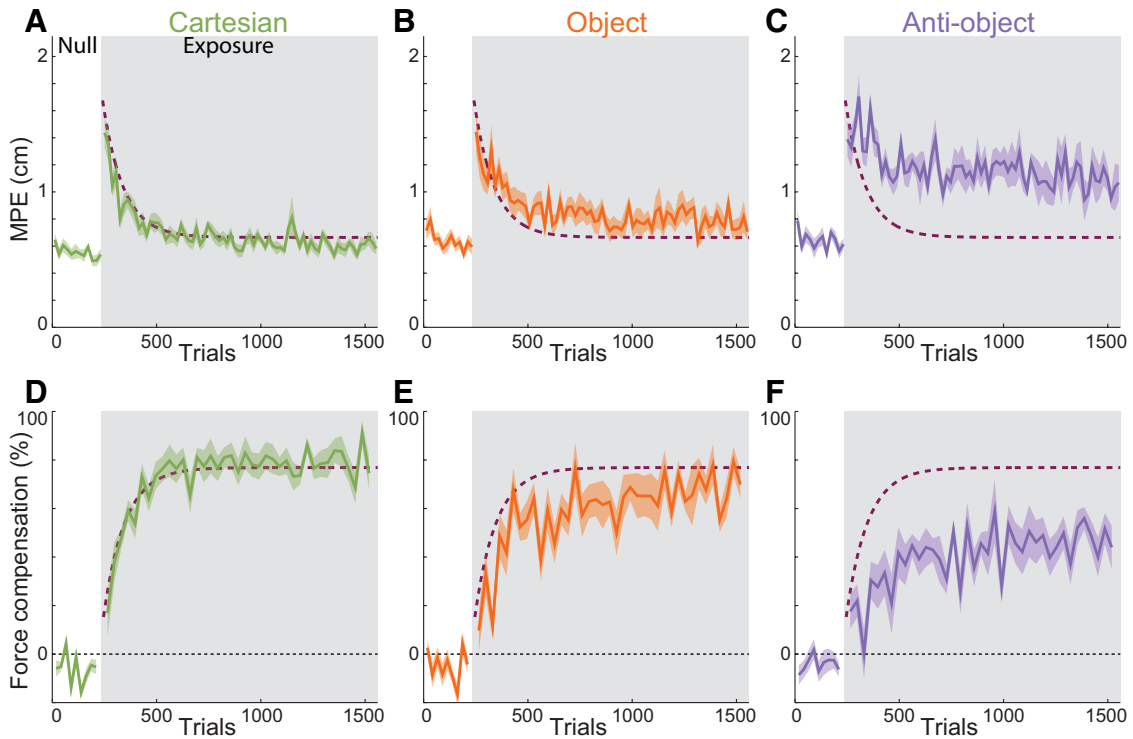 A Cartesian
B Object
C Anti-object
Null Exposure
MPE (cm)
2
1
0
0 500 1000 1500
Trials
2
1
0
0 500 1000 1500
Trials
2
1
0
0 500 1000 1500
Trials
D
E
F
Force compensation (%)
100
0
0 500 1000 1500
Trials
100
0
0 500 1000 1500
Trials
100
0
0 500 1000 1500
Trials